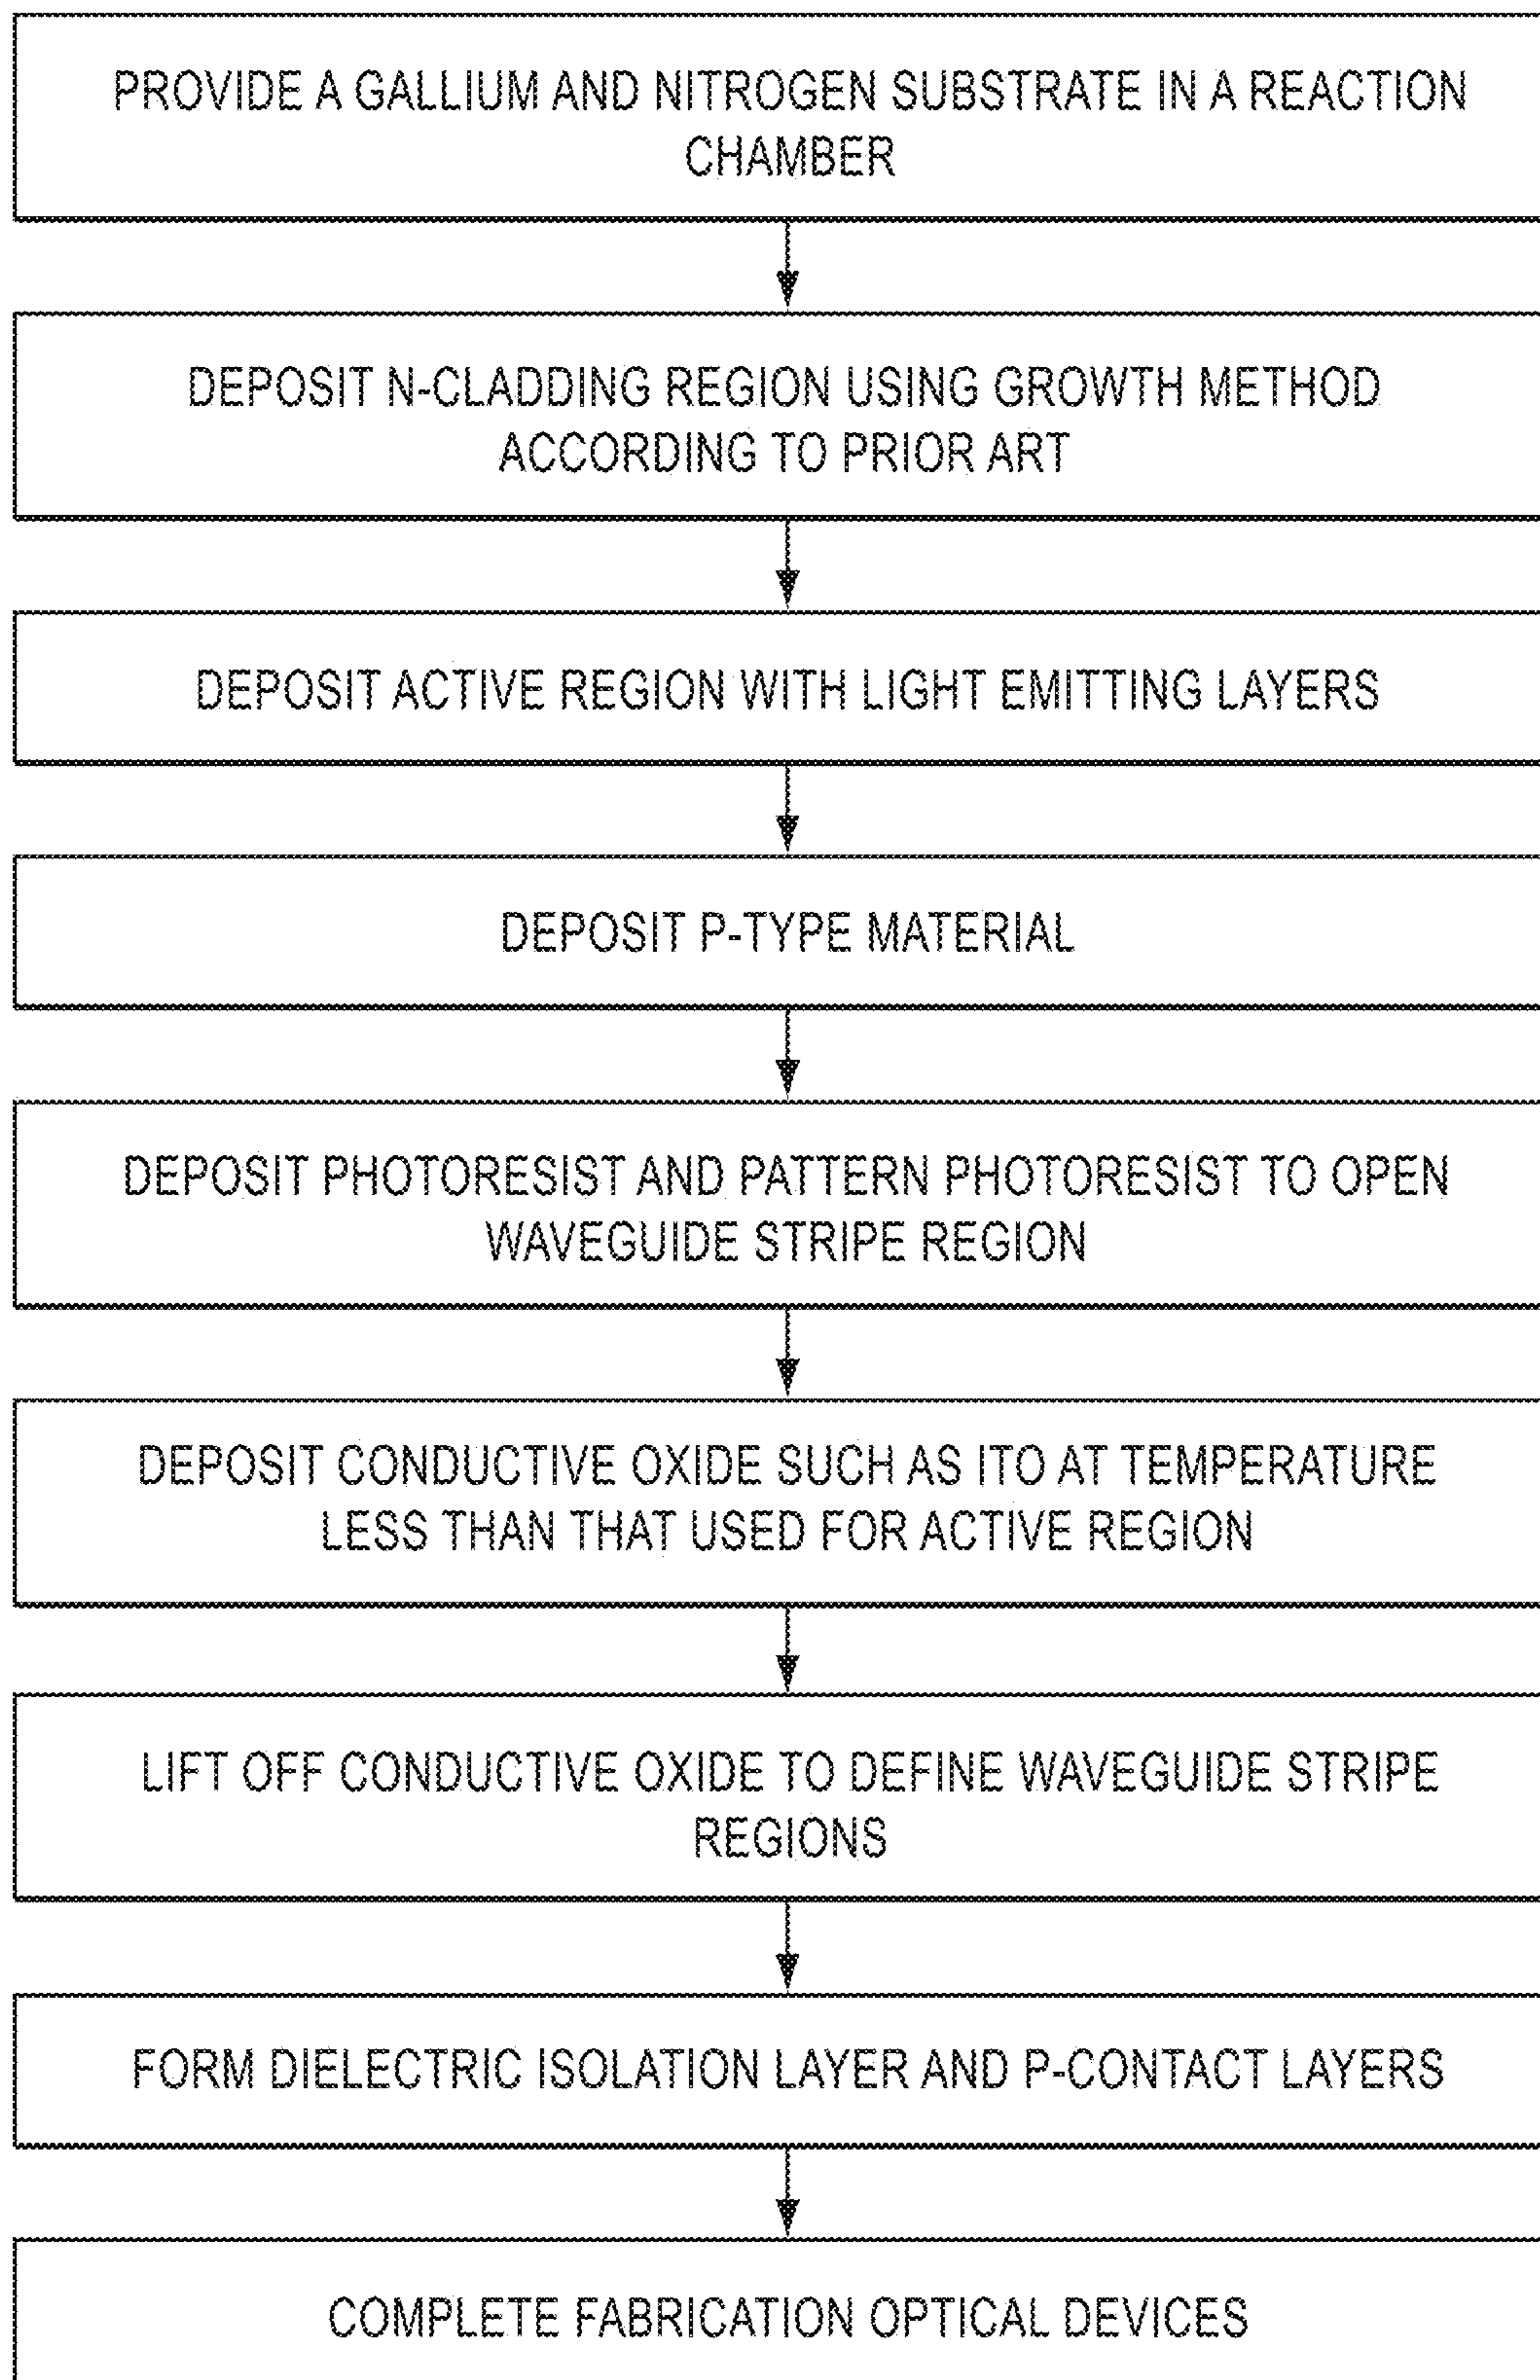 PROVIDE A GALLIUM AND NITROGEN SUBSTRATE IN A REACTION
CHAMBER
DEPOSIT N-CLADDING REGION USING GROWTH METHOD
ACCORDING TO PRIOR ART
DEPOSIT ACTIVE REGION WITH LIGHT EMITTING LAYERS
DEPOSIT P-TYPE MATERIAL
DEPOSIT PHOTORESIST AND PATTERN PHOTORESIST TO OPEN
WAVEGUIDE STRIPE REGION
DEPOSIT CONDUCTIVE OXIDE SUCH AS ITO AT TEMPERATURE
LESS THAN THAT USED FOR ACTIVE REGION
LIFT OFF CONDUCTIVE OXIDE TO DEFINE WAVEGUIDE STRIPE
REGIONS
FORM DIELECTRIC ISOLATION LAYER AND P-CONTACT LAYERS
COMPLETE FABRICATION OPTICAL DEVICES